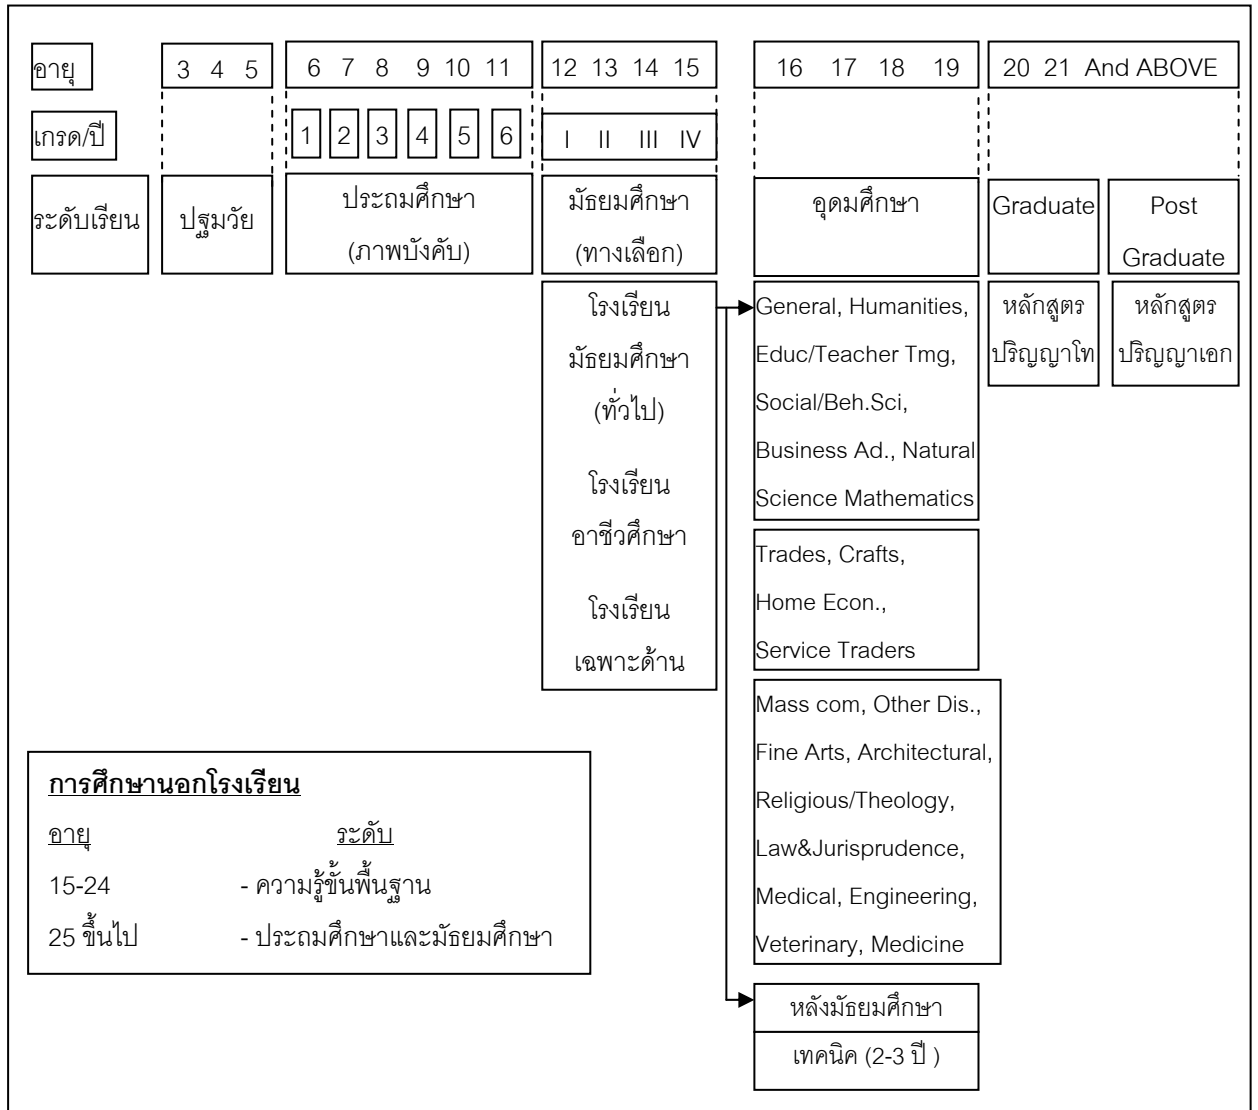 อายุ 3 4 5 6 7 8 9 10 11 12 13 14 15 16 17 18 19 20 21 And ABOVE
เกรด/ปี 1 2 3 4 5 6 I II III IV
ระดับเรียน
ปฐมวัย
ประถมศึกษา
(ภาพบังคับ)
มัธยมศึกษา
(ทางเลือก)
อุดมศึกษา
Graduate
Post
Graduate
โรงเรียน
มัธยมศึกษา
(ทั่วไป)
โรงเรียน
อาชีวศึกษา
โรงเรียน
เฉพาะด้าน
General, Humanities,
Educ/Teacher Tmg,
Social/Beh.Sci,
Business Ad., Natural
Science Mathematics
หลักสูตร
ปริญญาโท
หลักสูตร
ปริญญาเอก
Trades, Crafts,
Home Econ.,
Service Traders
Mass com, Other Dis.,
Fine Arts, Architectural,
Religious/Theology,
Law&Jurisprudence,
Medical, Engineering,
Veterinary, Medicine
หลังมัธยมศึกษา
เทคนิค (2-3 ปี )
การศึกษานอกโรงเรียน
อายุ ระดับ
15-24 - ความรู้ขั้นพื้นฐาน
25 ขึ้นไป - ประถมศึกษาและมัธยมศึกษา